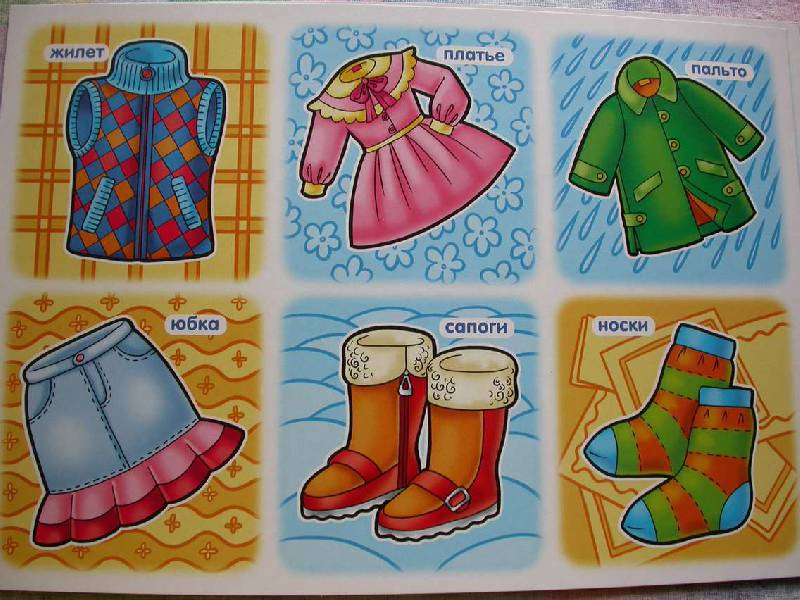 жилет
платье
пальто
юбка
сапоги
носки